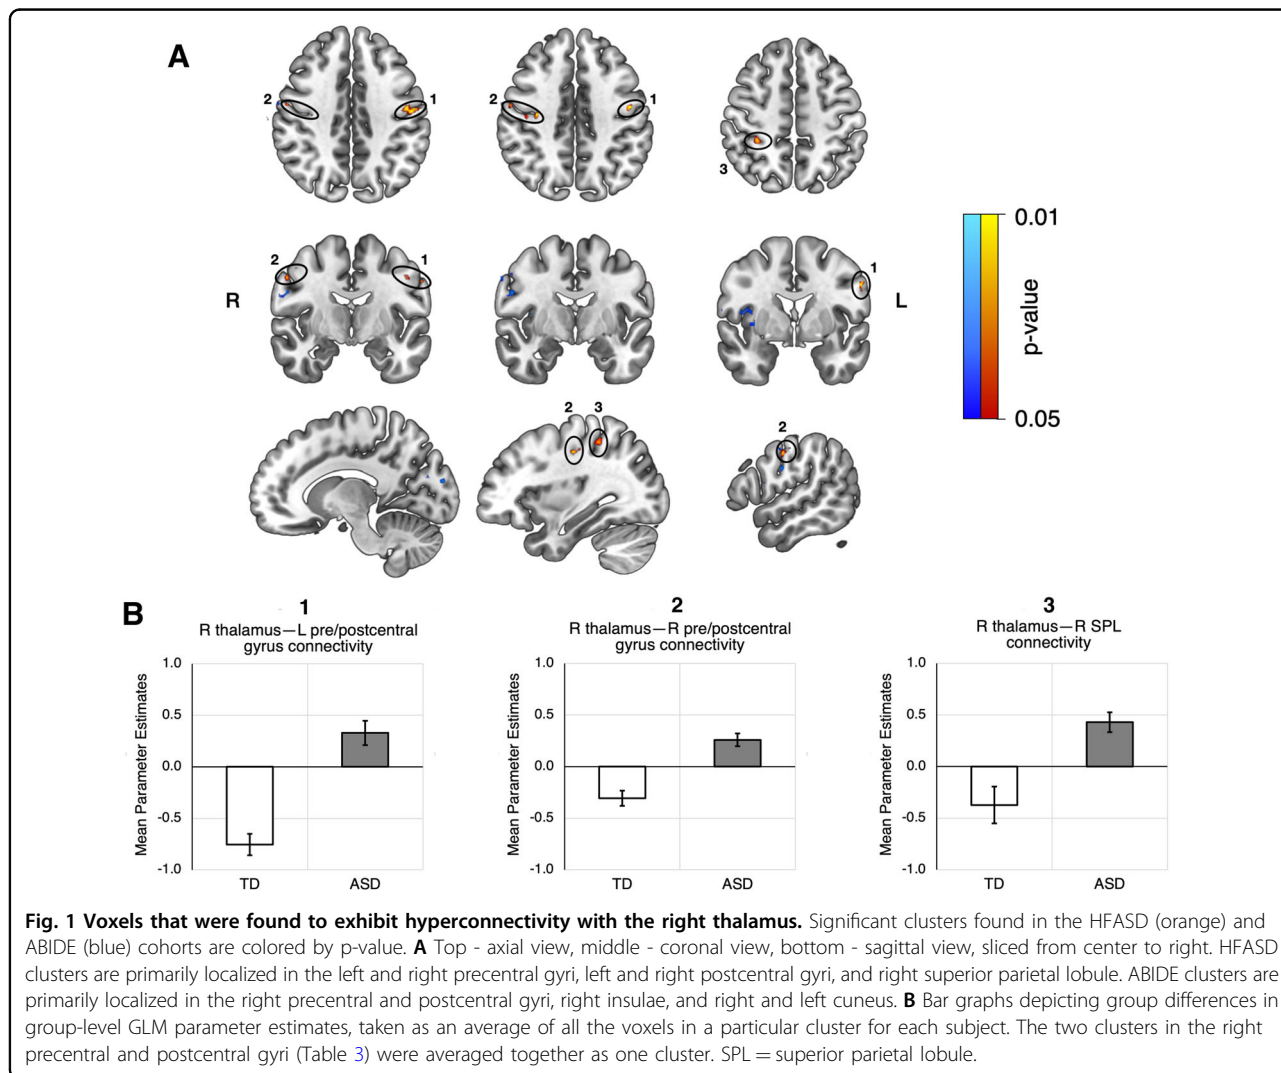 A
2
1
2
1
3
2
1
R
1
L
0.01
p-value
0.05
2
3
2
B
1
R thalamus—L pre/postcentral
gyrus connectivity
Mean Parameter Estimates
1.0
0.5
0.0
-0.5
-1.0
TD
ASD
2
R thalamus—R pre/postcentral
gyrus connectivity
Mean Parameter Estimates
1.0
0.5
0.0
-0.5
-1.0
TD
ASD
3
R thalamus—R SPL
connectivity
Mean Parameter Estimates
1.0
0.5
0.0
-0.5
-1.0
TD
ASD
Fig. 1 Voxels that were found to exhibit hyperconnectivity with the right thalamus. Significant clusters found in the HFASD (orange) and
ABIDE (blue) cohorts are colored by p-value. A Top - axial view, middle - coronal view, bottom - sagittal view, sliced from center to right. HFASD
clusters are primarily localized in the left and right precentral gyri, left and right postcentral gyri, and right superior parietal lobule. ABIDE clusters are
primarily localized in the right precentral and postcentral gyri, right insulae, and right and left cuneus. B Bar graphs depicting group differences in
group-level GLM parameter estimates, taken as an average of all the voxels in a particular cluster for each subject. The two clusters in the right
precentral and postcentral gyri (Table 3) were averaged together as one cluster. SPL = superior parietal lobule.